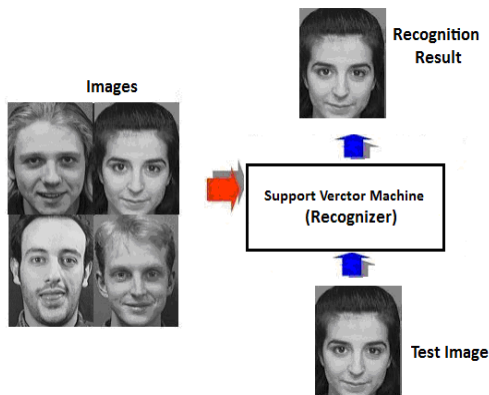 Recognition
Result
Images
Support Verctor Machine
(Recognizer)
Test Image